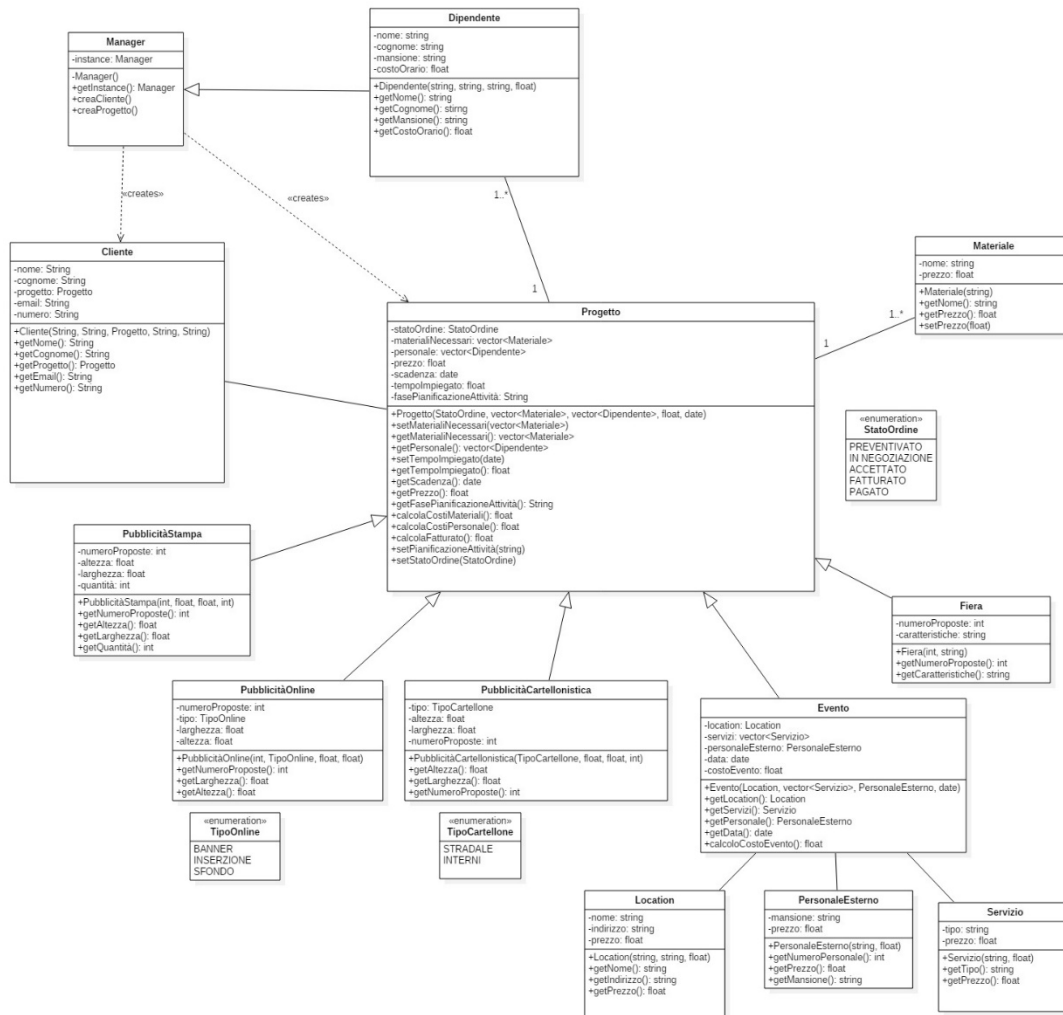 Manager
-instance: Manager
-Manager()
+getInstance(): Manager
+creaCliente()
+creaProgetto()
Dipendente
-nome: string
-cognome: string
-mansione: string
-costoOrario: float
+Dipendente(string, string, string, float)
+getNome(): string
+getCognome(): stirng
+getMansione(): string
+getCostoOrario(): float
«creates»
«creates»
1..*
1
Cliente
-nome: String
-cognome: String
-progetto: Progetto
-email: String
-numero: String
+Cliente(String, String, Progetto, String, String)
+getNome(): String
+getCognome(): String
+getProgetto(): Progetto
+getEmail(): String
+getNumero(): String
Materiale
-nome: string
-prezzo: float
+Materiale(string)
+getNome(): string
+getPrezzo(): float
+setPrezzo(float)
1..*
1
Progetto
-statoOrdine: StatoOrdine
-materialiNecessari: vector<Materiale>
-personale: vector<Dipendente>
-prezzo: float
-scadenza: date
-tempoImpiegato: float
-fasePianificazioneAttività: String
+Progetto(StatoOrdine, vector<Materiale>, vector<Dipendente>, float, date)
+setMaterialiNecessari(vector<Materiale>)
+getMaterialiNecessari(): vector<Materiale>
+getPersonale(): vector<Dipendente>
+setTempoImpiegato(date)
+getTempoImpiegato(): float
+getScadenza(): date
+getPrezzo(): float
+getFasePianificazioneAttività(): String
+calcolaCostiMateriali(): float
+calcolaCostiPersonale(): float
+calcolaFatturato(): float
+setPianificazioneAttività(string)
+setStatoOrdine(StatoOrdine)
«enumeration»
StatoOrdine
PREVENTIVATO
IN NEGOZIAZIONE
ACCETTATO
FATTURATO
PAGATO
PubblicitàStampa
-numeroProposte: int
-altezza: float
-larghezza: float
-quantità: int
+PubblicitàStampa(int, float, float, int)
+getNumeroProposte(): int
+getAltezza(): float
+getLarghezza(): float
+getQuantità(): int
Fiera
-numeroProposte: int
-caratteristiche: string
+Fiera(int, string)
+getNumeroProposte(): int
+getCaratteristiche(): string
PubblicitàOnline
-numeroProposte: int
-tipo: TipoOnline
-larghezza: float
-altezza: float
+PubblicitàOnline(int, TipoOnline, float, float)
+getNumeroProposte(): int
+getLarghezza(): float
+getAltezza(): float
PubblicitàCartellonistica
-tipo: TipoCartellone
-altezza: float
-larghezza: float
-numeroProposte: int
+PubblicitàCartellonistica(TipoCartellone, float, float, int)
+getAltezza(): float
+getLarghezza(): float
+getNumeroProposte(): int
Evento
-location: Location
-servizi: vector<Servizio>
-personaleEsterno: PersonaleEsterno
-data: date
-costoEvento: float
+Evento(Location, vector<Servizio>, PersonaleEsterno, date)
+getLocation(): Location
+getServizi(): Servizio
+getPersonale(): PersonaleEsterno
+getData(): date
+calcoloCostoEvento(): float
«enumeration»
TipoOnline
BANNER
INSERZIONE
SFONDO
«enumeration»
TipoCartellone
STRADALE
INTERNI
Location
-nome: string
-indirizzo: string
-prezzo: float
+Location(string, string, float)
+getNome(): string
+getIndirizzo(): string
+getPrezzo(): float
PersonaleEsterno
-mansione: string
-prezzo: float
+PersonaleEsterno(string, float)
+getNumeroPersonale(): int
+getPrezzo(): float
+getMansione(): string
Servizio
-tipo: string
-prezzo: float
+Servizio(string, float)
+getTipo(): string
+getPrezzo(): float